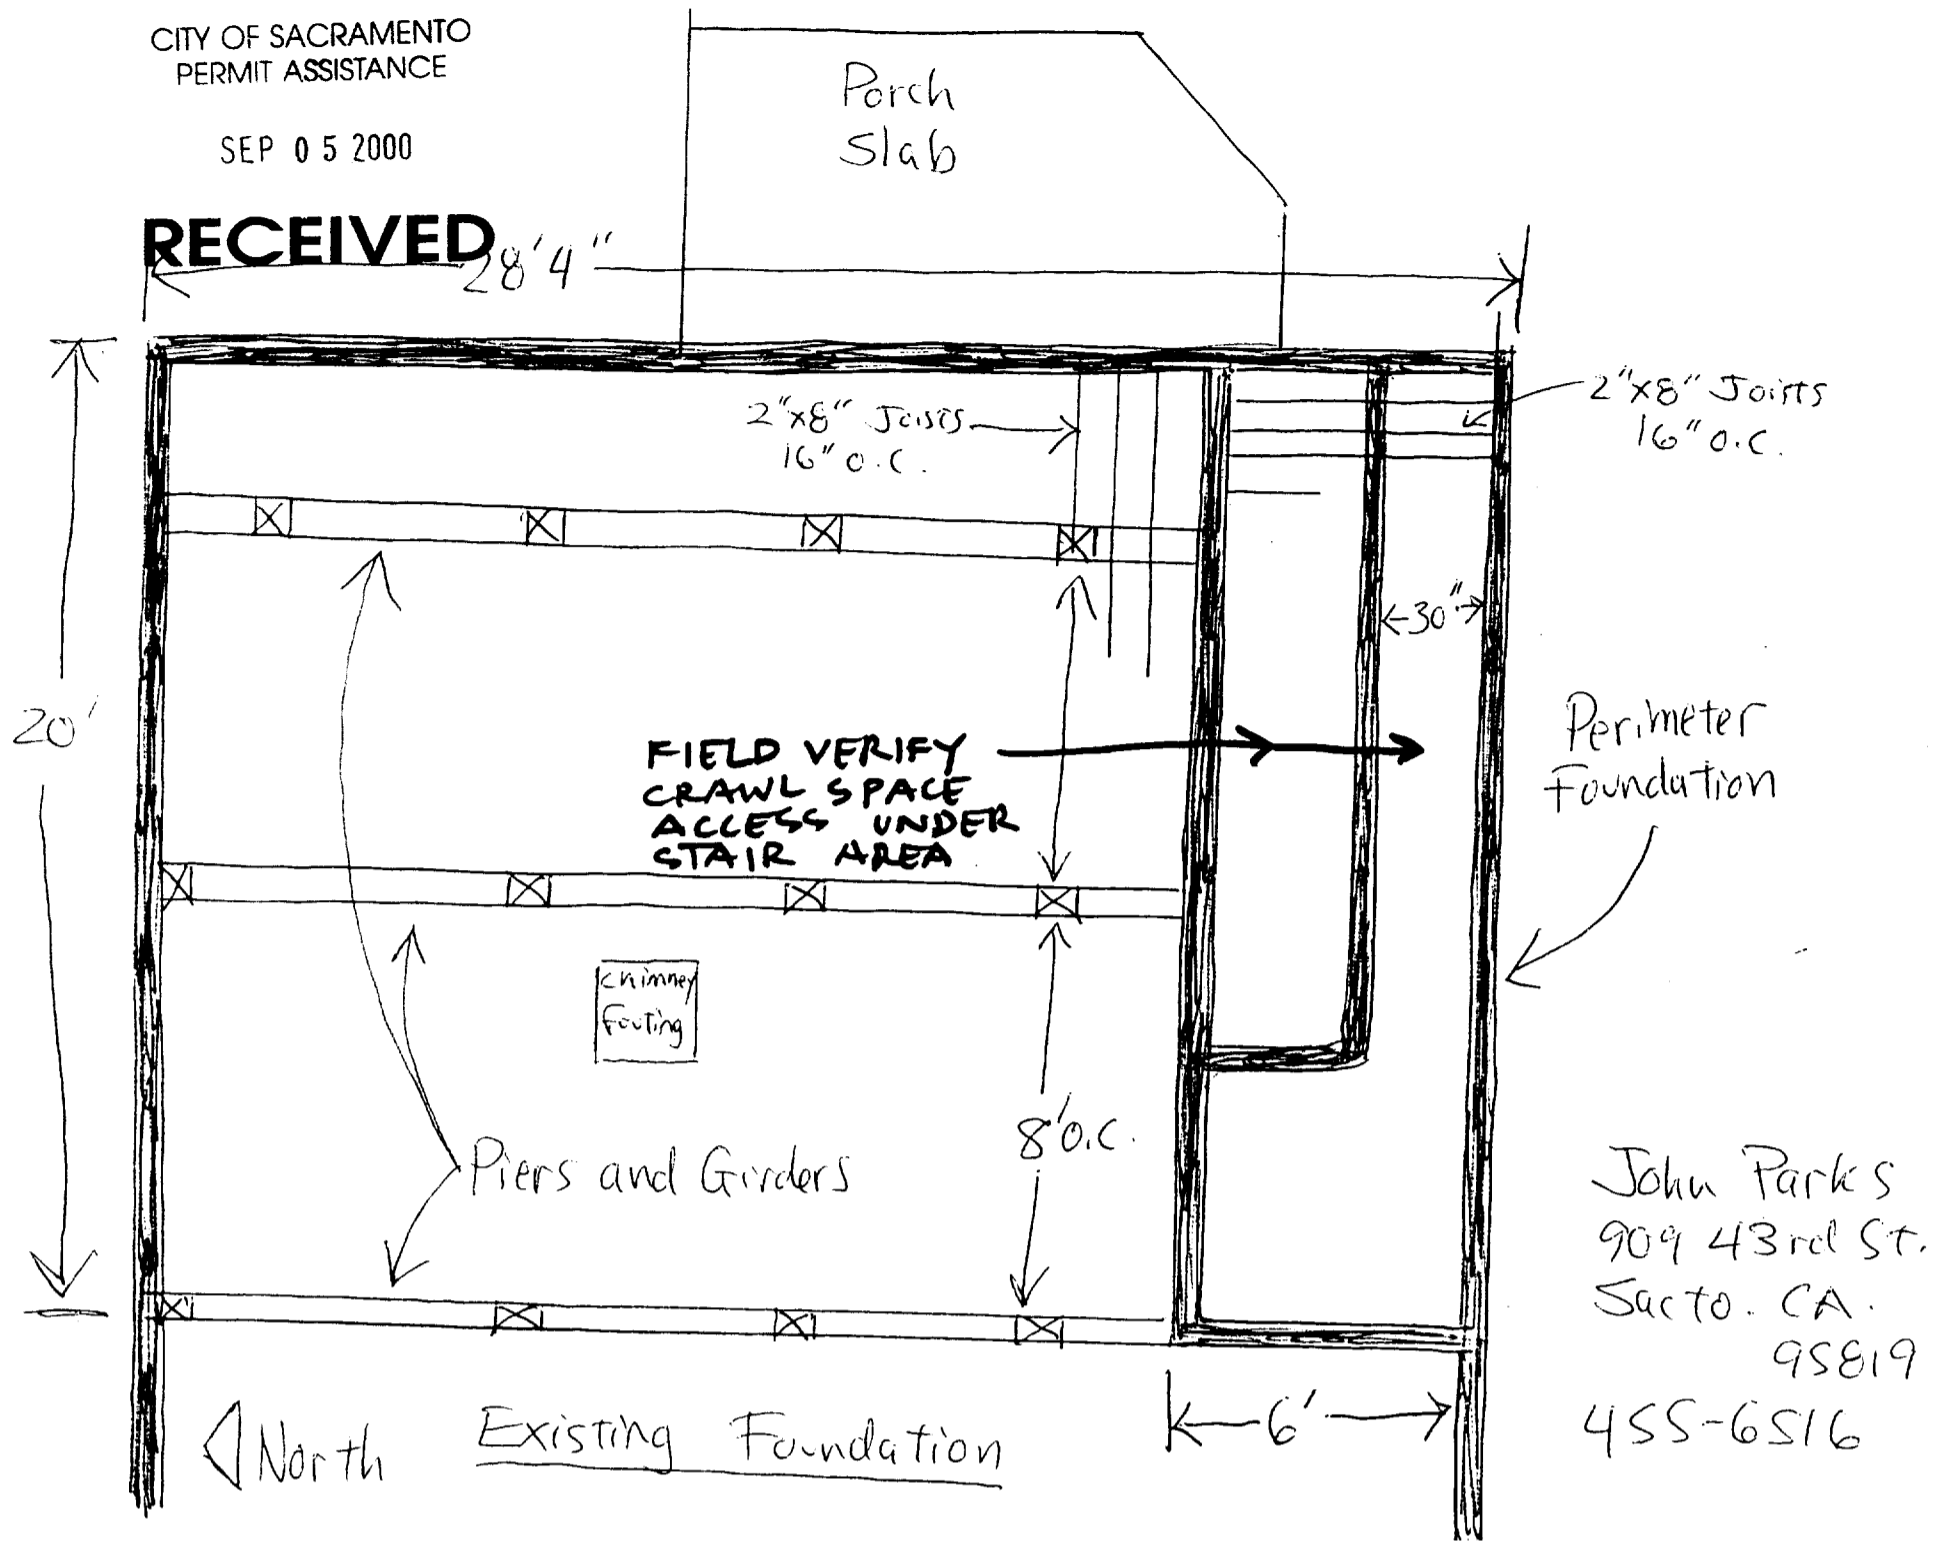 CITY OF SACRAMENTO
PERMIT ASSISTANCE
SEP 05 2000
RECEIVED
Porch
Slab
28'4"
2"x8" Joists
16" O.C.
2"x8" Joists
16" O.C.
30"
20'
FIELD VERIFY
CRAWL SPACE
ACCESS UNDER
STAIR AREA
Perimeter
Foundation
Chimney
Footing
8' O.C.
Piers and Girders
John Parks
909 43rd St.
Sacto. CA.
95819
455-6516
6'
North
Existing Foundation